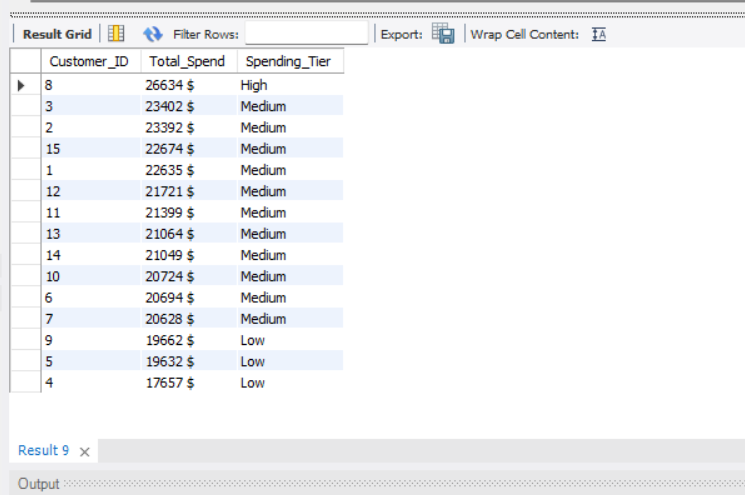 Result Grid Filter Rows: Export: Wrap Cell Content:
Customer_ID Total_Spend Spending_Tier
8 26634 $ High
3 23402 $ Medium
2 23392 $ Medium
15 22674 $ Medium
1 22635 $ Medium
12 21721 $ Medium
11 21399 $ Medium
13 21064 $ Medium
14 21049 $ Medium
10 20724 $ Medium
6 20694 $ Medium
7 20628 $ Medium
9 19662 $ Low
5 19632 $ Low
4 17657 $ Low
Result 9
Output